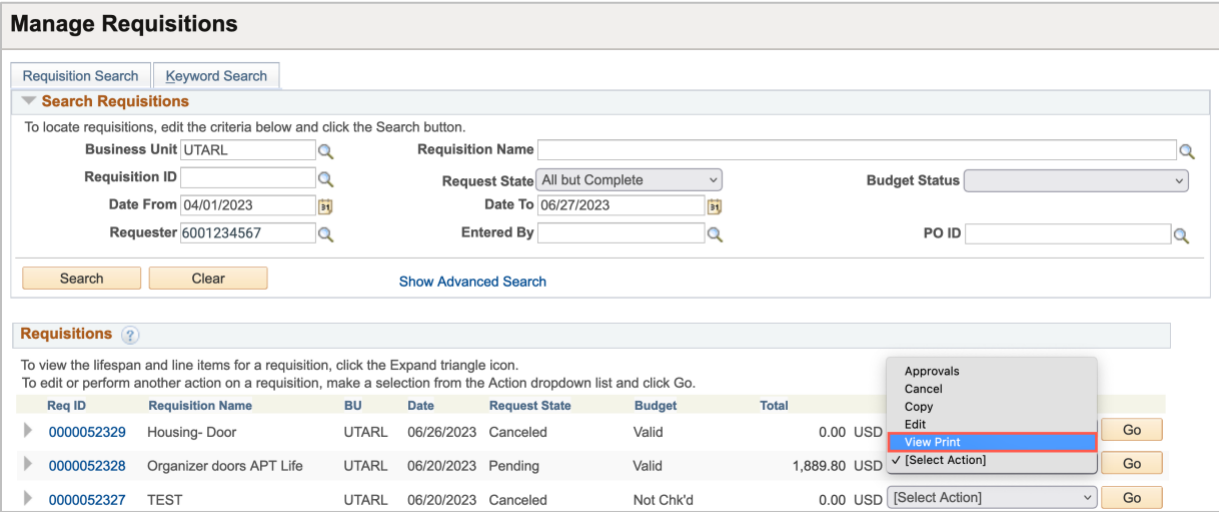 Manage Requisitions
Requisition Search Keyword Search
Search Requisitions
To locate requisitions, edit the criteria below and click the Search button.
Business Unit UTARL Requisition Name
Requisition ID Request State All but Complete Budget Status
Date From 04/01/2023 31 Date To 06/27/2023 31
Requester 6001234567 Entered By PO ID
Search Clear Show Advanced Search
Requisitions ?
To view the lifespan and line items for a requisition, click the Expand triangle icon.
To edit or perform another action on a requisition, make a selection from the Action dropdown list and click Go.
Req ID Requisition Name BU Date Request State Budget Total
0000052329 Housing- Door UTARL 06/26/2023 Canceled Valid 0.00 USD Go
0000052328 Organizer doors APT Life UTARL 06/20/2023 Pending Valid 1,889.80 USD Go
0000052327 TEST UTARL 06/20/2023 Canceled Not Chk'd 0.00 USD [Select Action] Go
Approvals
Cancel
Copy
Edit
View Print
✓ [Select Action]